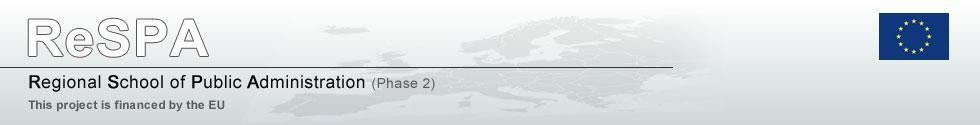 ReSPA
Regional School of Public Administration (Phase 2)
This project is financed by the EU